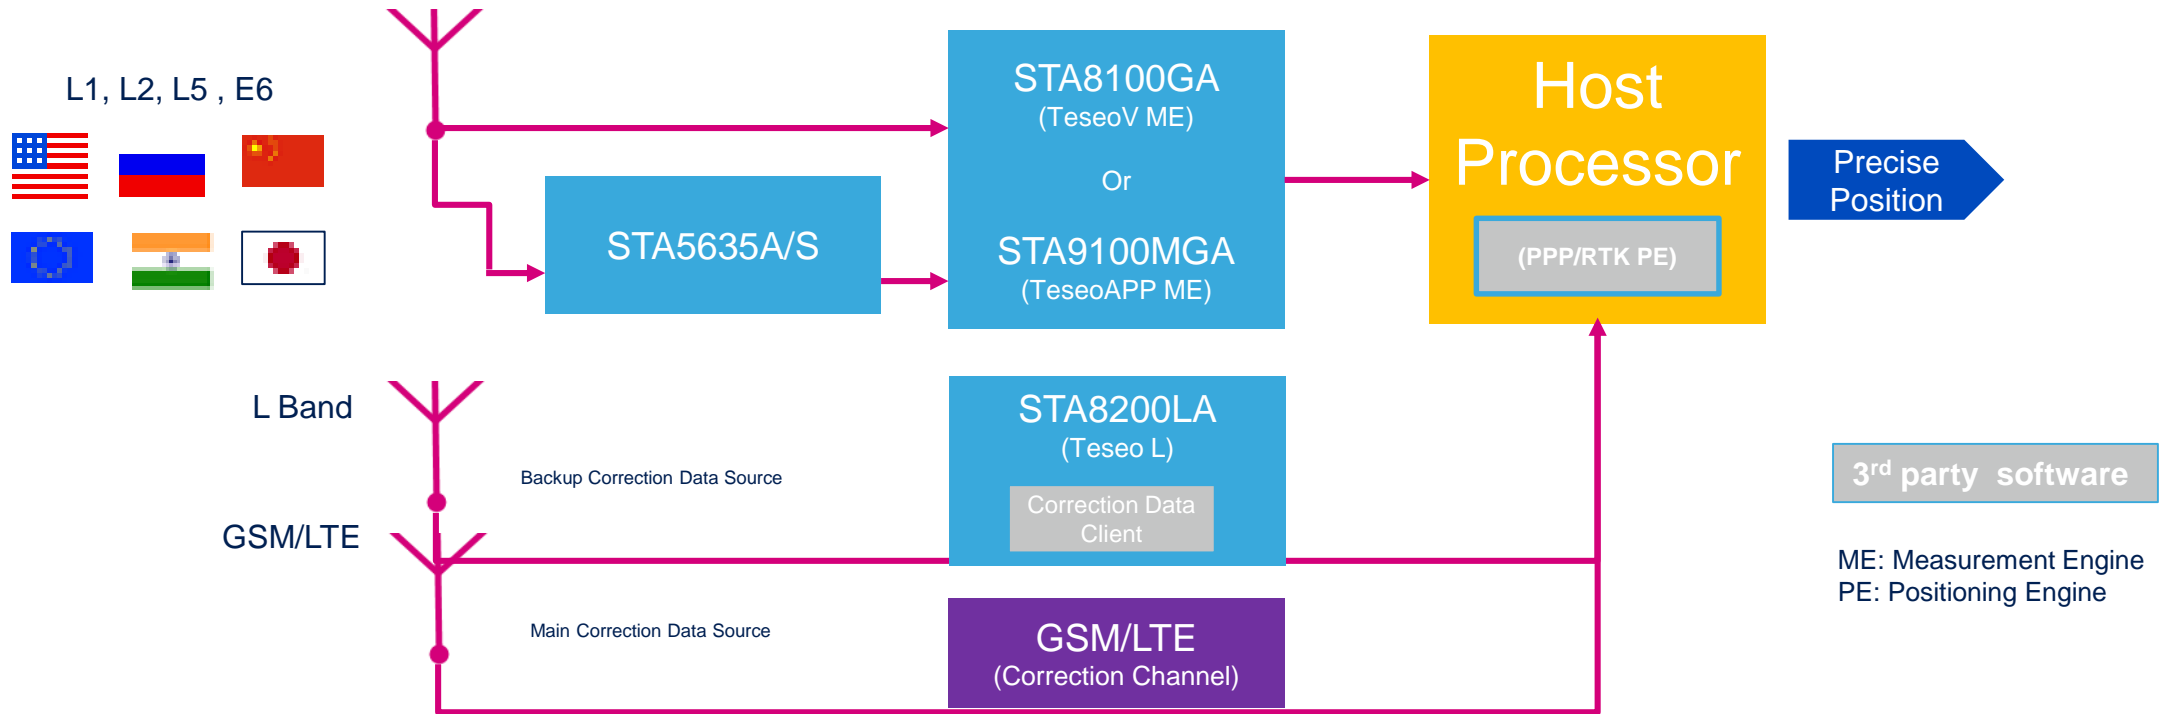 L1, L2, L5 , E6
STA8100GA
(TeseoV ME)
Or
STA9100MGA
(TeseoAPP ME)
STA5635A/S
Host
Processor
(PPP/RTK PE)
Precise
Position
L Band
Backup Correction Data Source
STA8200LA
(Teseo L)
Correction Data
Client
GSM/LTE
Main Correction Data Source
GSM/LTE
(Correction Channel)
3rd party software
ME: Measurement Engine
PE: Positioning Engine